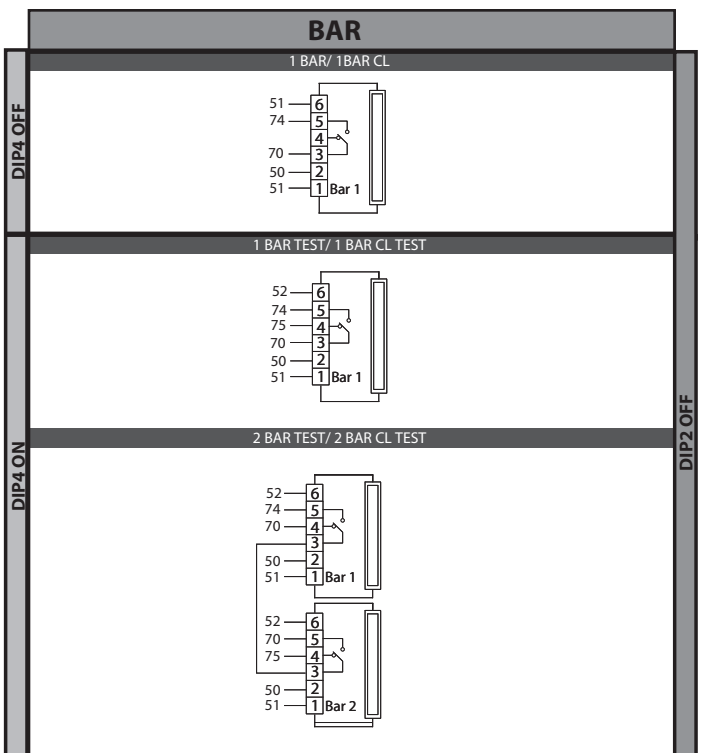 BAR
1 BAR/ 1BAR CL
DIP4 OFF
51 6
74 5
4
70 3
50 2
51 1 Bar 1
1 BAR TEST/ 1 BAR CL TEST
DIP4 ON
DIP2 OFF
52 6
74 5
75 4
70 3
50 2
51 1 Bar 1
2 BAR TEST/ 2 BAR CL TEST
52 6
74 5
70 4
3
50 2
51 1 Bar 1
52 6
70 5
75 4
3
50 2
51 1 Bar 2